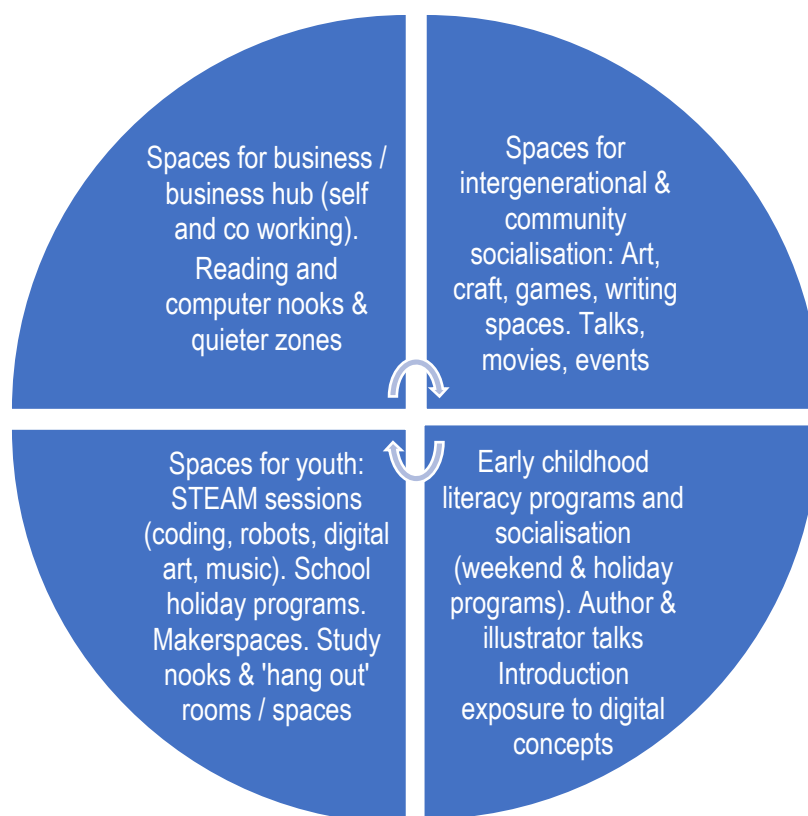 Spaces for business /
business hub (self
and co working).
Reading and
computer nooks &
quieter zones
Spaces for
intergenerational &
community
socialisation: Art,
craft, games, writing
spaces. Talks,
movies, events
Spaces for youth:
STEAM sessions
(coding, robots, digital
art, music). School
holiday programs.
Makerspaces. Study
nooks & 'hang out'
rooms / spaces
Early childhood
literacy programs and
socialisation
(weekend & holiday
programs). Author &
illustrator talks
Introduction
exposure to digital
concepts